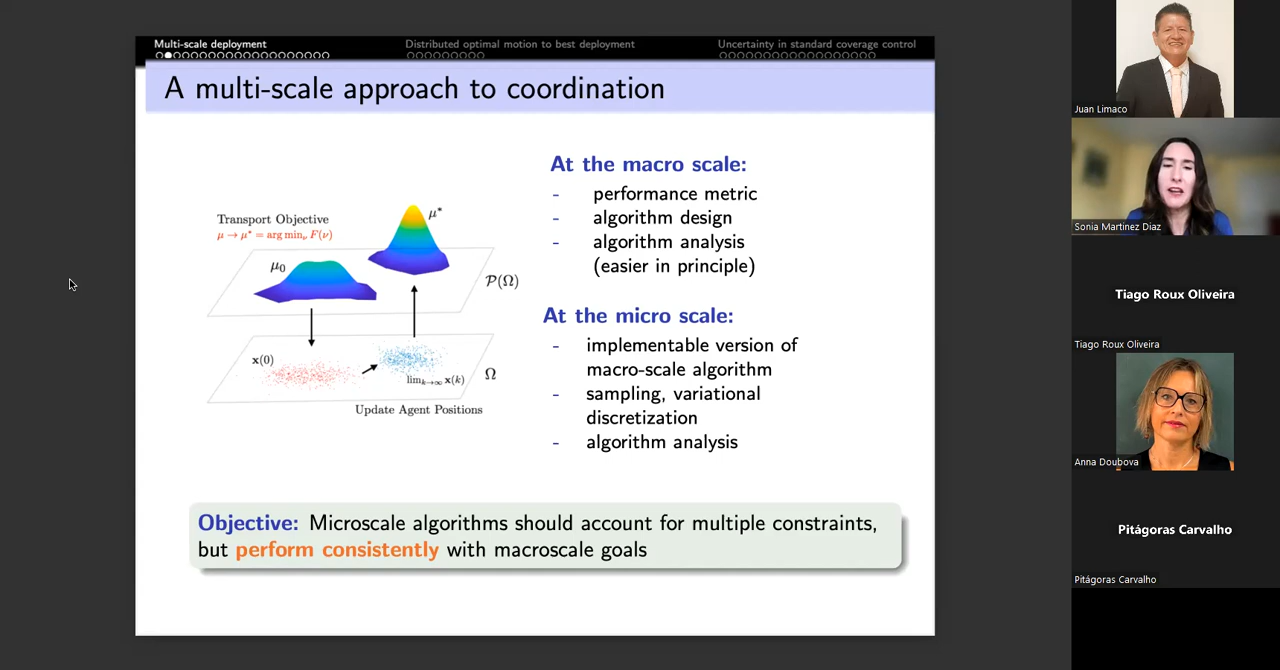 Multi-scale deployment
Distributed optimal motion to best deployment
Uncertainty in standard coverage control
A multi-scale approach to coordination
Transport Objective
μ → μ* = arg minᵥ F(ν)
μ*
μ₀
P(Ω)
x(0)
limₖ→∞ x(k)
Ω
Update Agent Positions
At the macro scale:
- performance metric
- algorithm design
- algorithm analysis
(easier in principle)
At the micro scale:
- implementable version of
macro-scale algorithm
- sampling, variational
discretization
- algorithm analysis
Objective: Microscale algorithms should account for multiple constraints,
but perform consistently with macroscale goals
Juan Limaco
Sonia Martinez Diaz
Tiago Roux Oliveira
Tiago Roux Oliveira
Anna Doubova
Pitágoras Carvalho
Pitágoras Carvalho